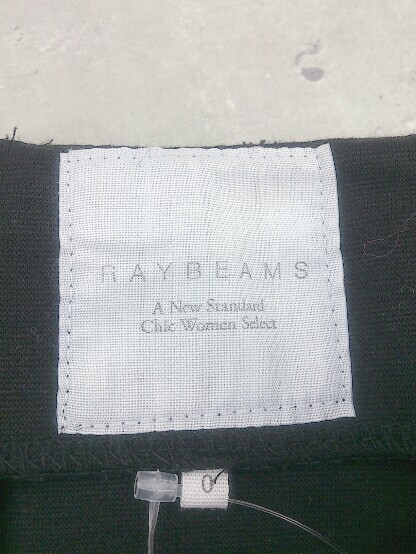 RAYBEAMS
A New Standard
Chic Women Select
0